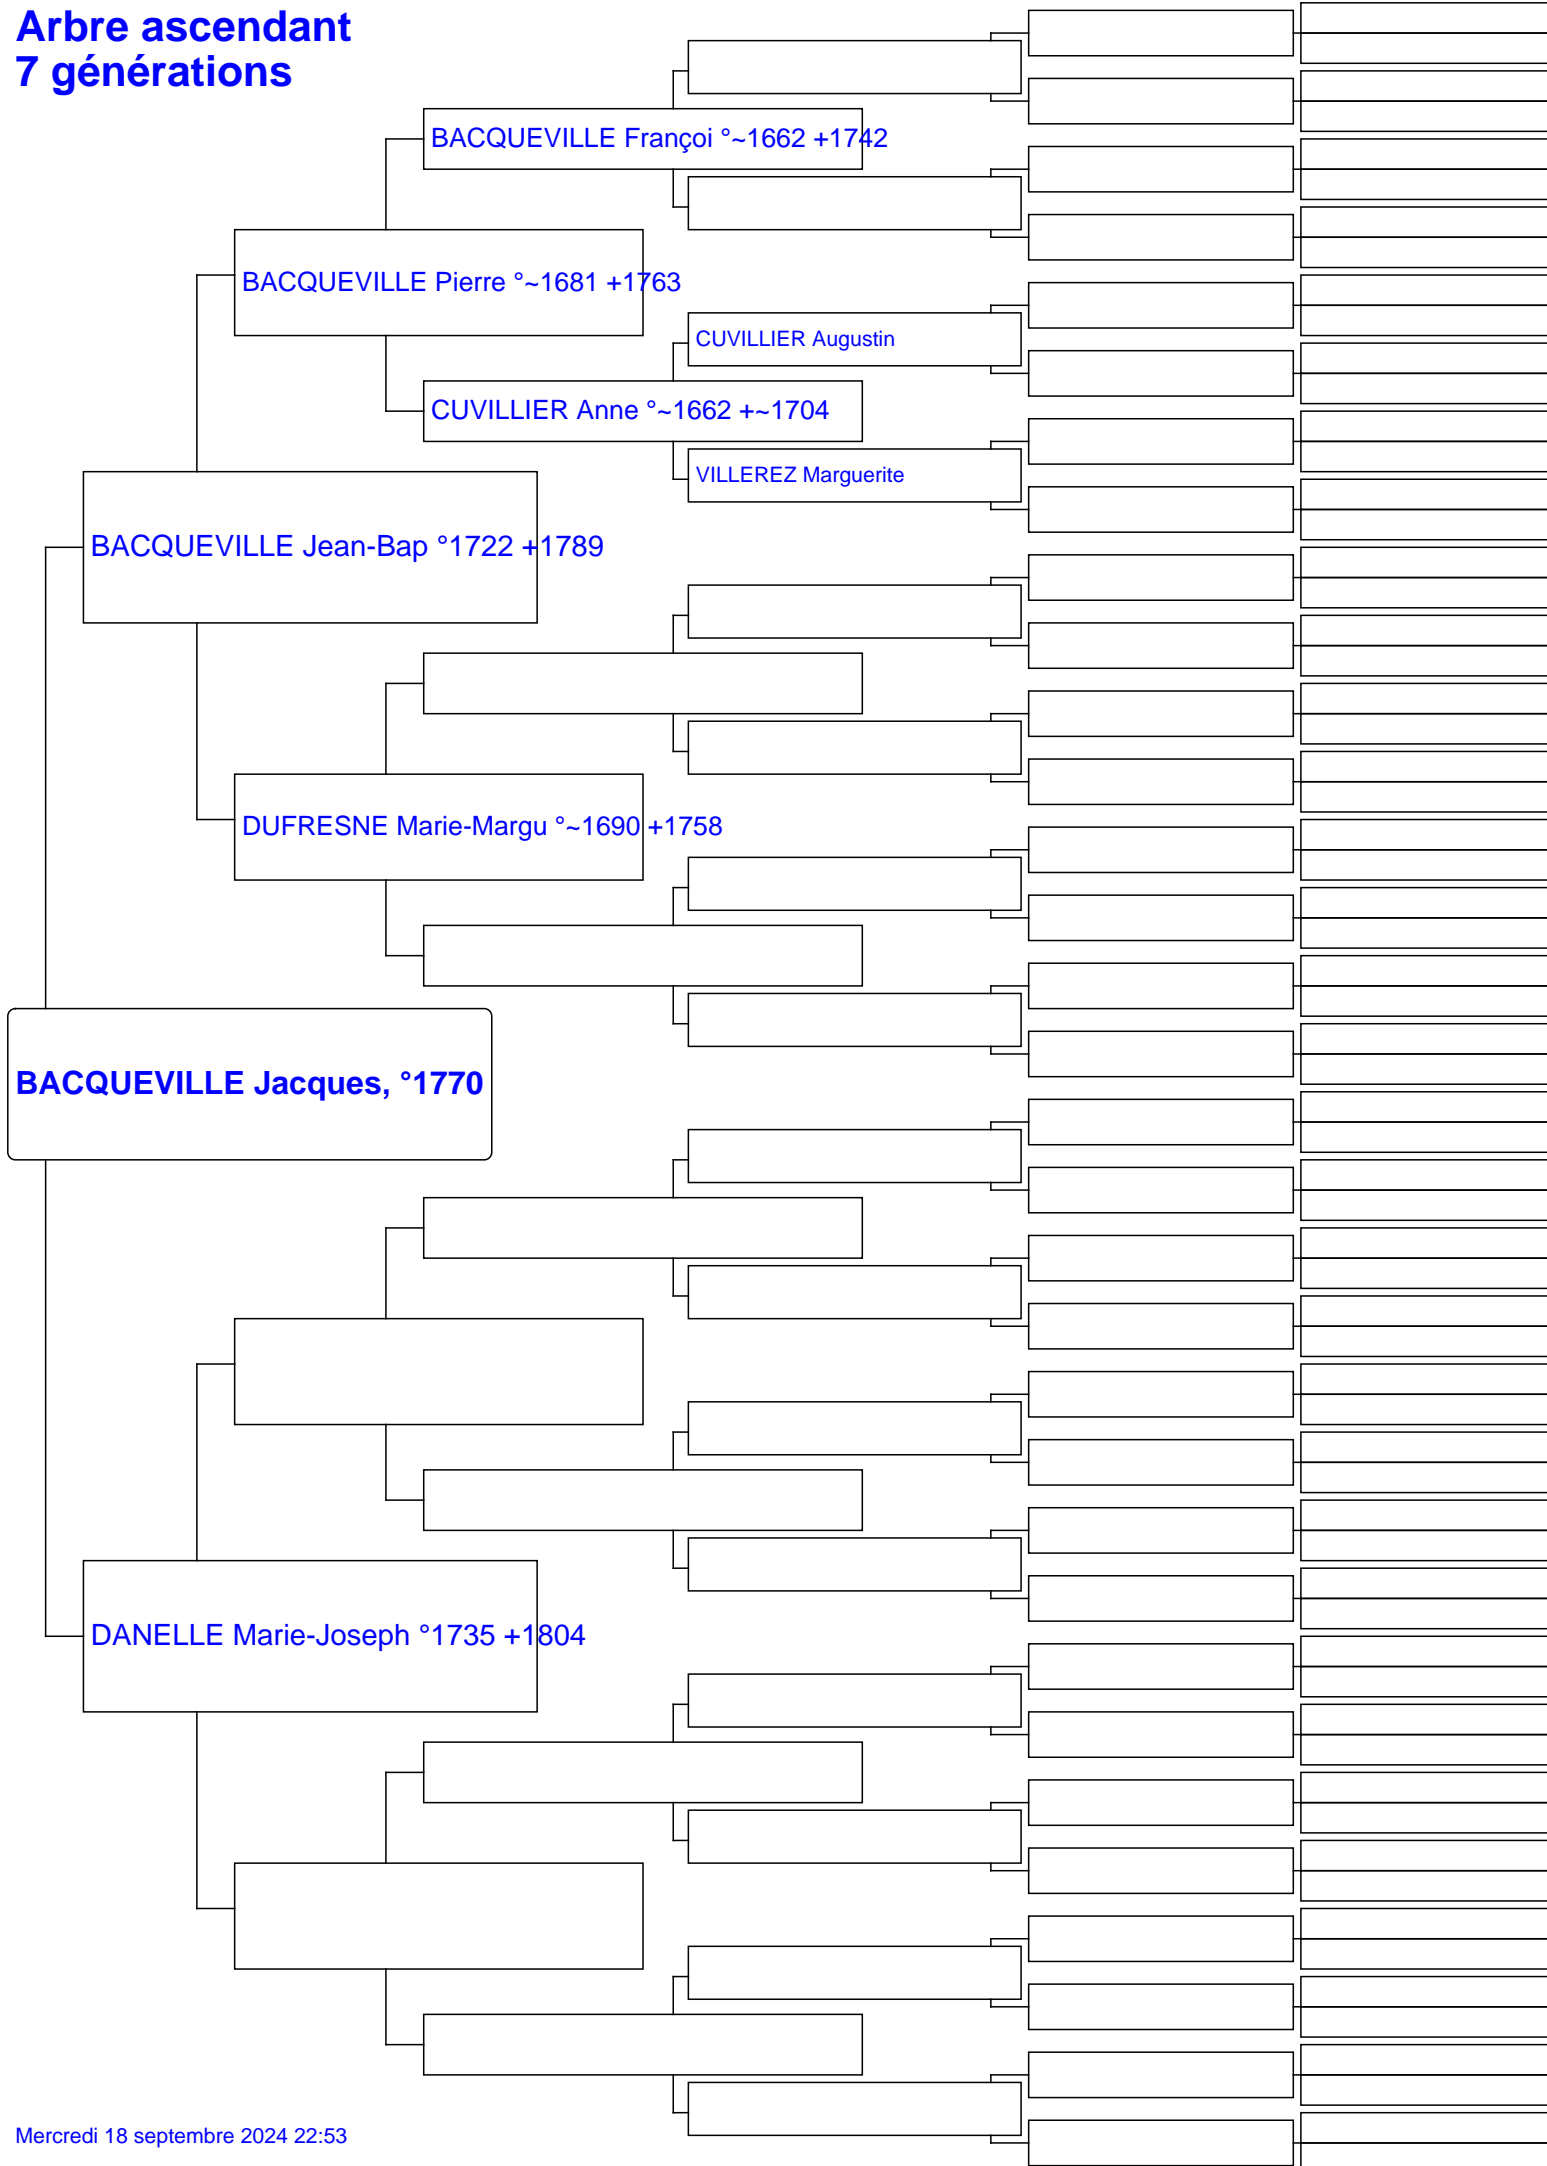 Arbre ascendant
7 générations
BACQUEVILLE Françoi °~1662 +1742
BACQUEVILLE Pierre °~1681 +1763
CUVILLIER Augustin
CUVILLIER Anne °~1662 +~1704
VILLEREZ Marguerite
BACQUEVILLE Jean-Bap °1722 +1789
DUFRESNE Marie-Margu °~1690 +1758
BACQUEVILLE Jacques, °1770
DANELLE Marie-Joseph °1735 +1804
Mercredi 18 septembre 2024 22:53